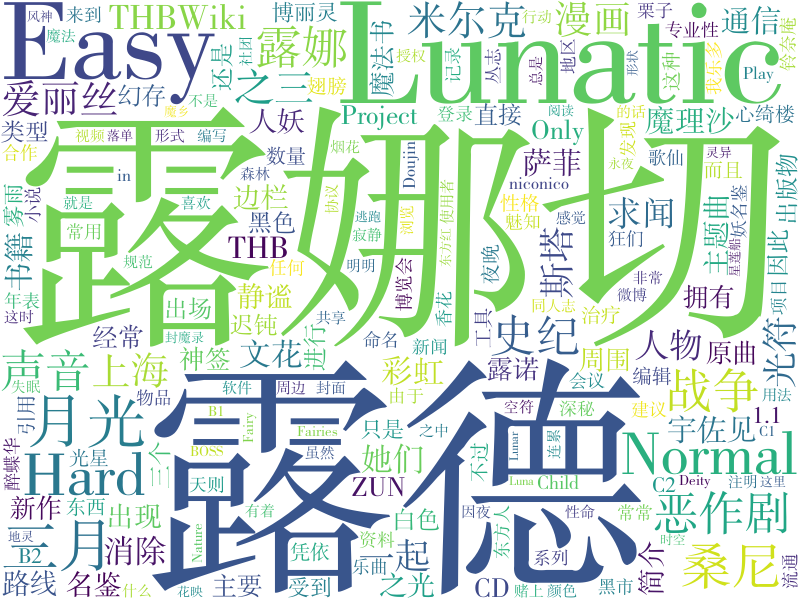 风神 来到 THBWiki 博丽灵 米尔克 漫画 栗子 行动 专业性
魔法 Easy 露娜 还是 社团 翅膀 Lunatic 丛志 总是 形状 地区 这种 Play 铃奈庵
爱丽丝 幻存 之三 不是 魔法书 授权 记录 登录 直接 通信 阅读 的话 我乐多
类型 魔乡 人妖 Project Only 魔理沙 心绮楼
合作 视频 落单 形式 编写 数量 烟花 Doujin 萨菲 歌仙 永夜 发现 灵异 而且 出版物
雾雨 小说 就是 喜欢 森林 in 边栏 协议 浏览 东方红 使用者 niconico 性格 求闻 主题曲 因此 妖名鉴
书籍 常用 黑色 THB 逃跑 寂静 魅知 感觉 狂们 星莲船
露娜切
年表 规范 任何 明明 夜晚 斯塔 非常 拥有 项目
这时 出场 静谧 博览会 香花 同人志 微博
经常 封魔录 迟钝 共享 命名 新闻 工具 史纪 治疗 人物 原曲 光符
声音 上海 神签 文花 进行 彩虹 露诺 周围 编辑 战争
失眠 引用 物品 软件 周边 封面 由于 会议 建议 用法
月光 B1 Fairy 空符 深秘 1.1
露德
醉蝶华 光星 三个 BOSS Fairies 只是 之中 她们 不过 Lunar 连累 宇佐见 Normal C1
Hard 虽然 ZUN Luna Child C2 Deity 注明 这里
新作 东西 出现 天则 有着 白色 因夜 性命 常常 恶作剧
三月 B2 地灵 消除 Nature 凭依 资料 一起 东方人 系列 简介 桑尼 时空
路线 名鉴 什么 主要 花映 受到 乐曲 之光 CD 赌上 颜色 黑市 流通